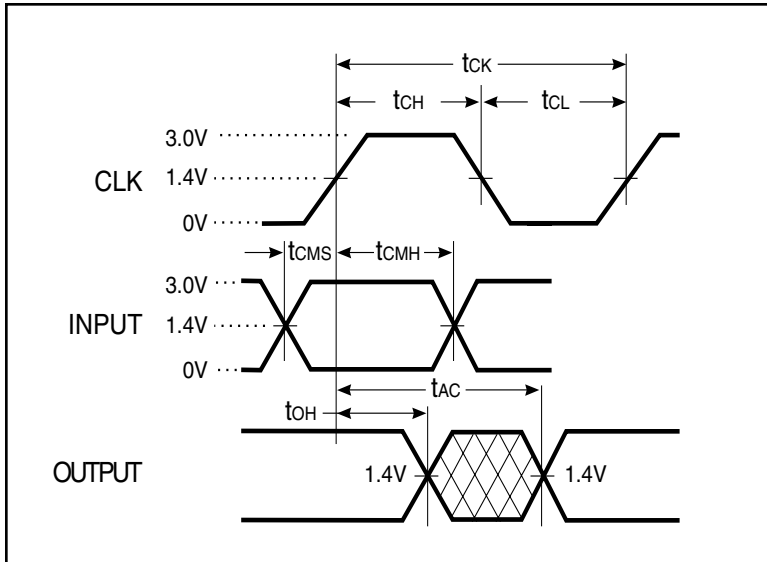 tCK
tCH tCL
3.0V
CLK 1.4V
0V
tCMS tCMH
3.0V
INPUT 1.4V
0V
tAC
tOH
OUTPUT 1.4V 1.4V